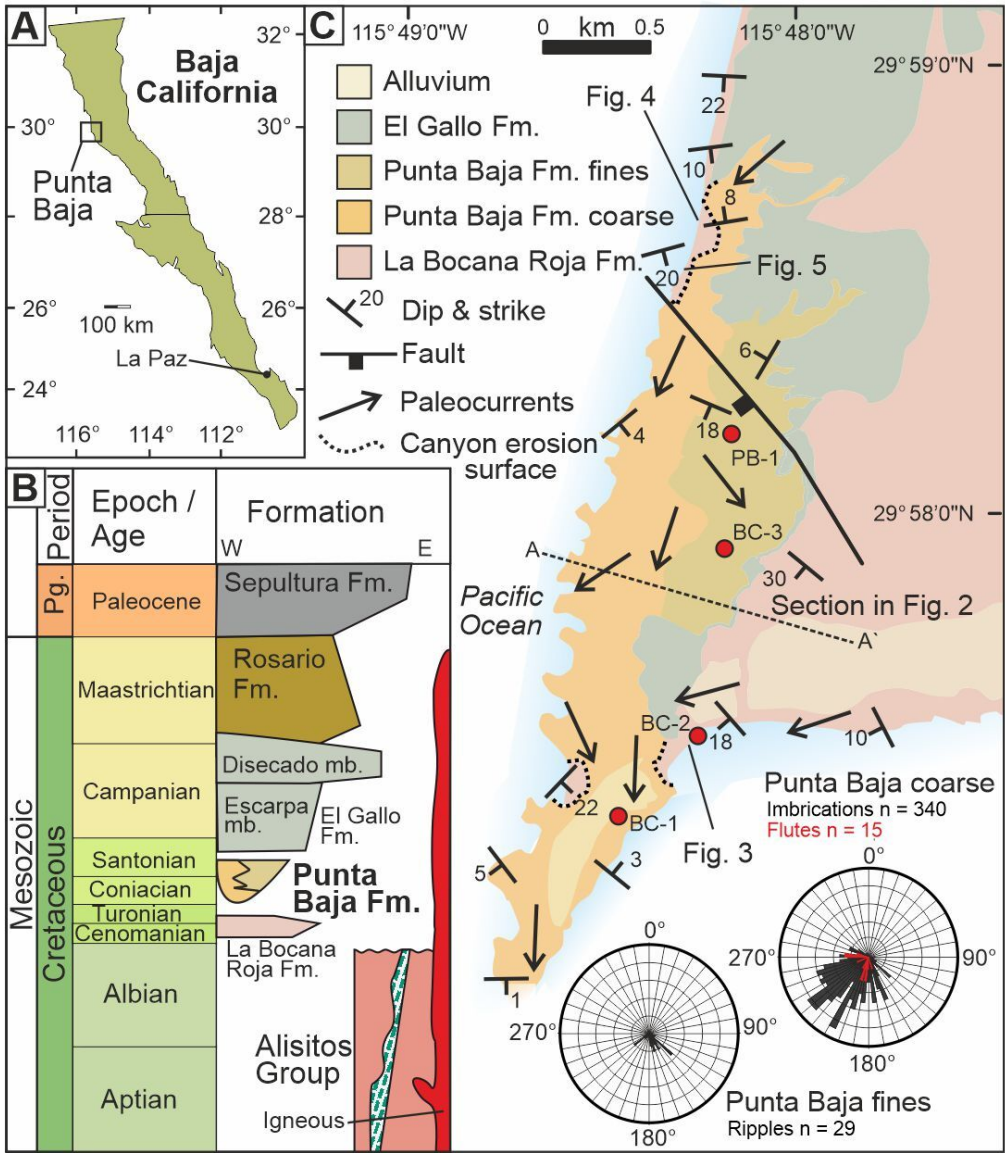 A
Baja
California
Punta
Baja
30°
28°
26°
24°
32°
30°
28°
26°
24°
100 km
La Paz
116°
114°
112°
B
Period
Epoch /
Age
Formation
W
E
Pg.
Paleocene
Sepultura Fm.
Mesozoic
Cretaceous
Maastrichtian
Rosario
Fm.
Campanian
Disecado mb.
Escarpa
mb.
El Gallo
Fm.
Santonian
Coniacian
Turonian
Cenomanian
Punta
Baja Fm.
La Bocana
Roja Fm.
Albian
Aptian
Alisitos
Group
Igneous
C
115°49'0"W
0 km 0.5
115°48'0"W
29°59'0"N
29°58'0"N
Alluvium
El Gallo Fm.
Punta Baja Fm. fines
Punta Baja Fm. coarse
La Bocana Roja Fm.
20
Dip & strike
Fault
Paleocurrents
Canyon erosion
surface
Fig. 4
22
10
8
20
Fig. 5
6
4
18
PB-1
BC-3
A
30
Section in Fig. 2
A`
Pacific
Ocean
BC-2
18
10
22
BC-1
Fig. 3
5
3
1
Punta Baja coarse
Imbrications n = 340
Flutes n = 15
0°
270°
90°
180°
0°
270°
90°
180°
Punta Baja fines
Ripples n = 29